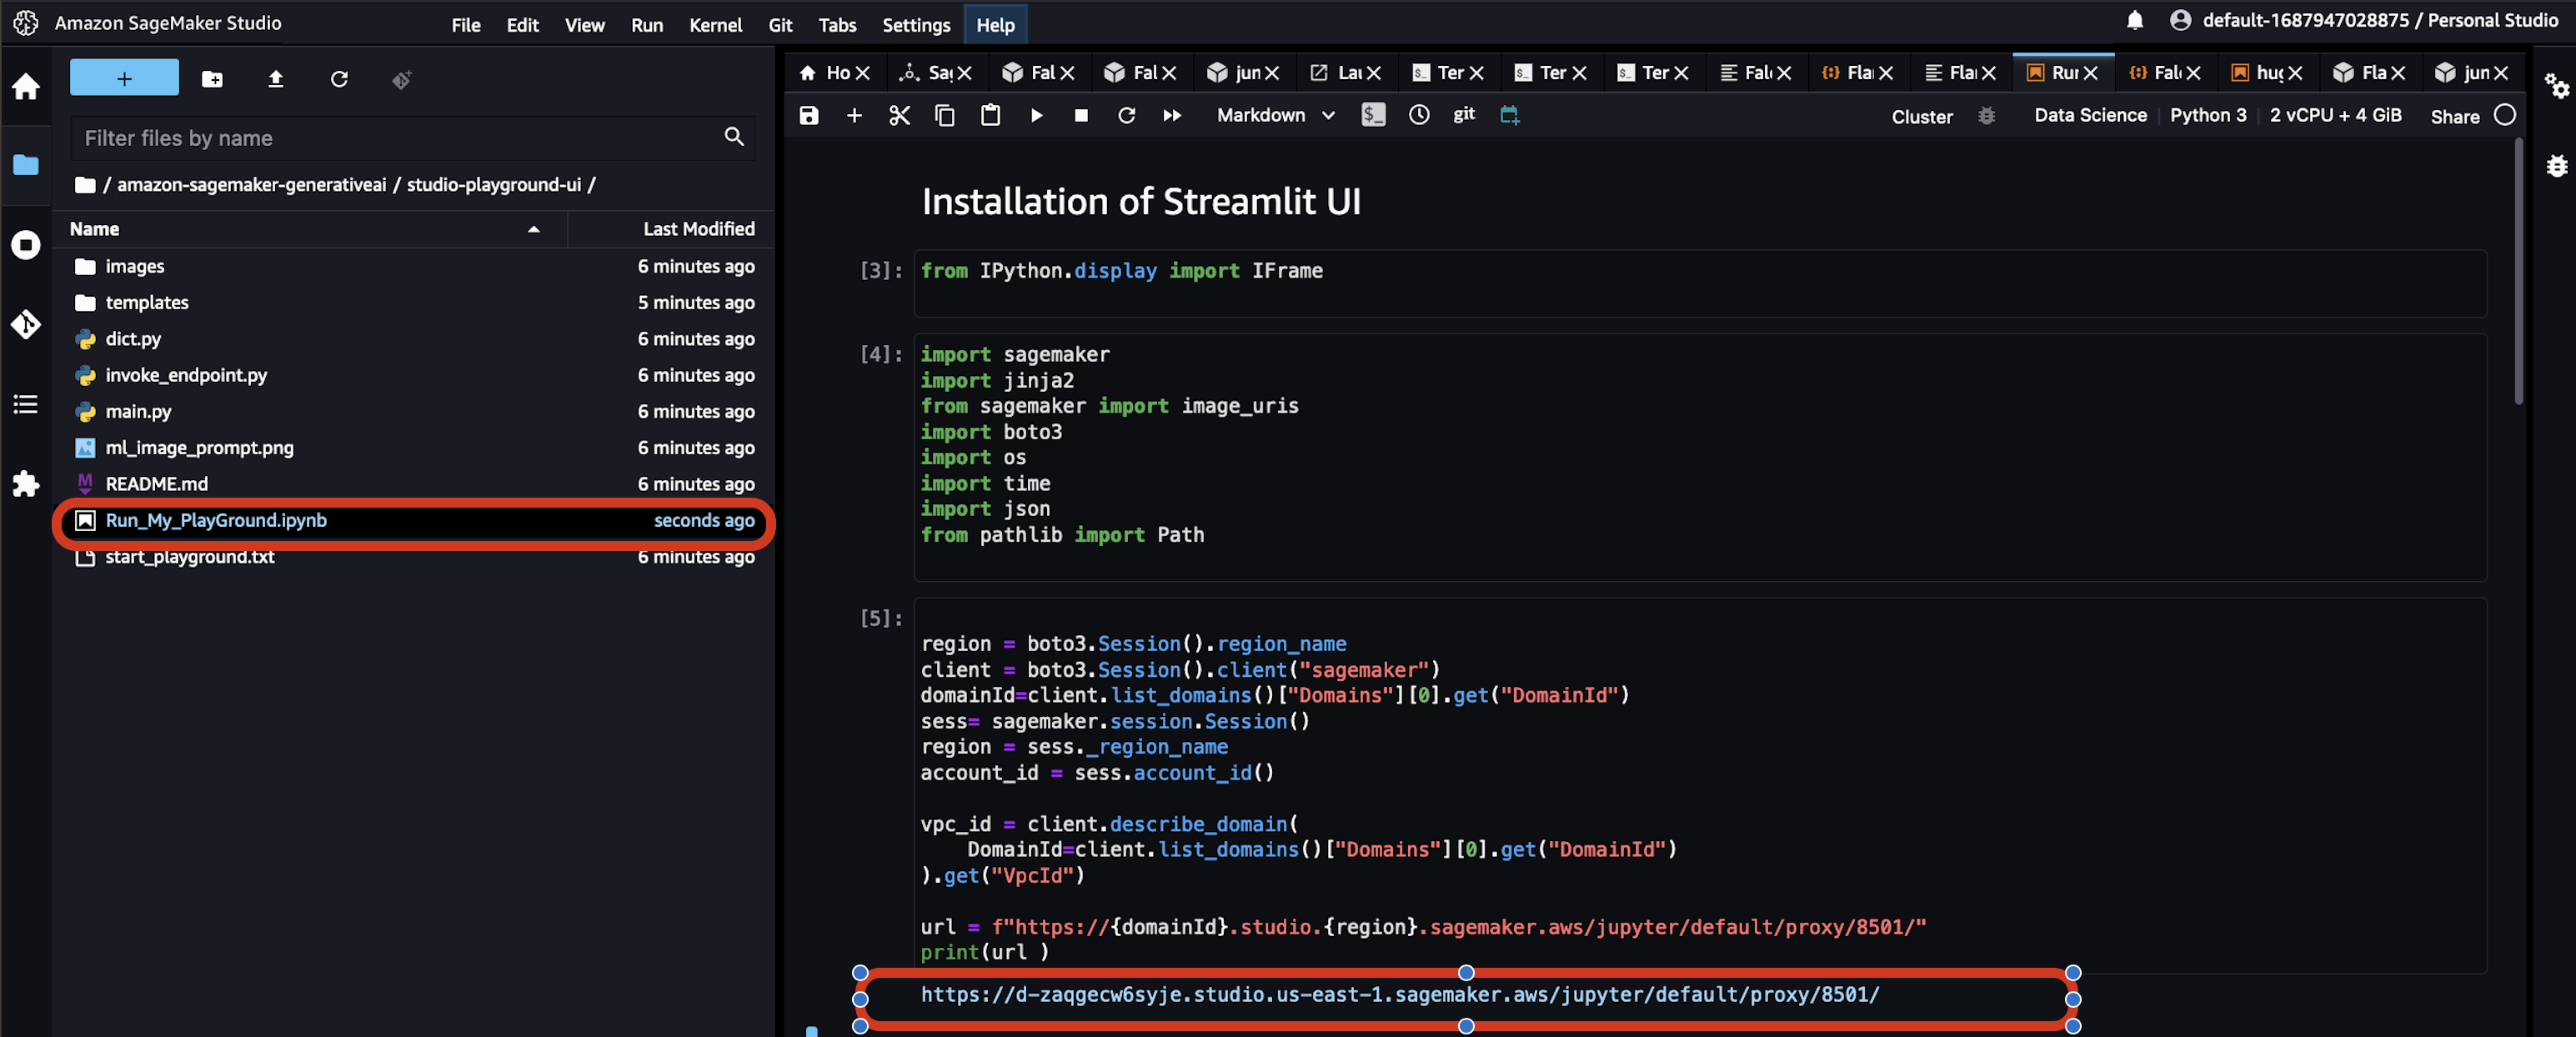 Amazon SageMaker Studio
File Edit View Run Kernel Git Tabs Settings Help
default-1687947028875 / Personal Studio
+
Filter files by name
/ amazon-sagemaker-generativeai / studio-playground-ui /
Name Last Modified
images 6 minutes ago
templates 5 minutes ago
dict.py 6 minutes ago
invoke_endpoint.py 6 minutes ago
main.py 6 minutes ago
ml_image_prompt.png 6 minutes ago
README.md 6 minutes ago
Run_My_PlayGround.ipynb seconds ago
start_playground.txt 6 minutes ago
Ho Sag Fal Fal jun Lau Ter Ter Ter Falc Flan Flan Run Falc hug Fla jun
Markdown git Cluster Data Science Python 3 2 vCPU + 4 GiB Share
Installation of Streamlit UI
[3]: from IPython.display import IFrame
[4]: import sagemaker
import jinja2
from sagemaker import image_uris
import boto3
import os
import time
import json
from pathlib import Path
[5]:
region = boto3.Session().region_name
client = boto3.Session().client("sagemaker")
domainId=client.list_domains()["Domains"][0].get("DomainId")
sess= sagemaker.session.Session()
region = sess._region_name
account_id = sess.account_id()
vpc_id = client.describe_domain(
DomainId=client.list_domains()["Domains"][0].get("DomainId")
).get("VpcId")
url = f"https://{domainId}.studio.{region}.sagemaker.aws/jupyter/default/proxy/8501/"
print(url )
https://d-zaqgecw6syje.studio.us-east-1.sagemaker.aws/jupyter/default/proxy/8501/